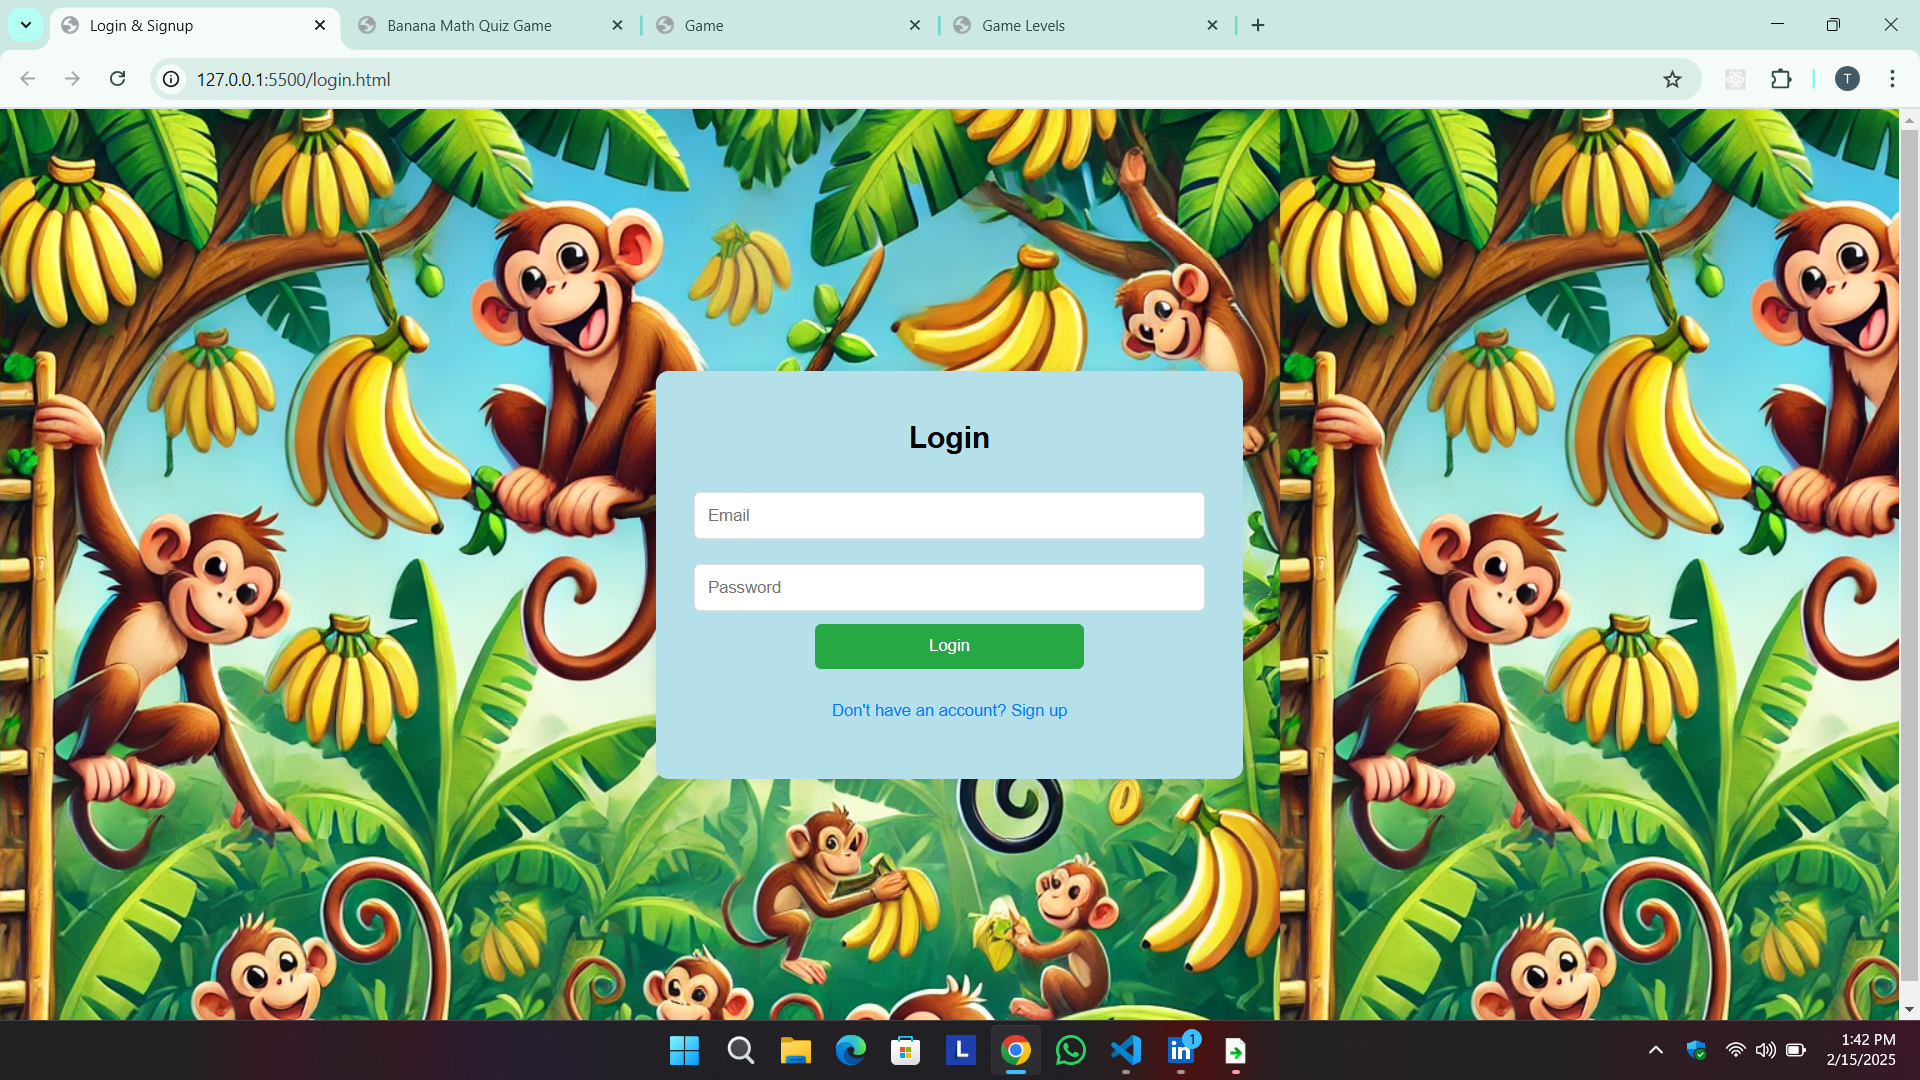 Login & Signup
Banana Math Quiz Game
Game
Game Levels
127.0.0.1:5500/login.html
T
Login
Email
Password
Login
Don't have an account? Sign up
L
in
1
1:42 PM
2/15/2025